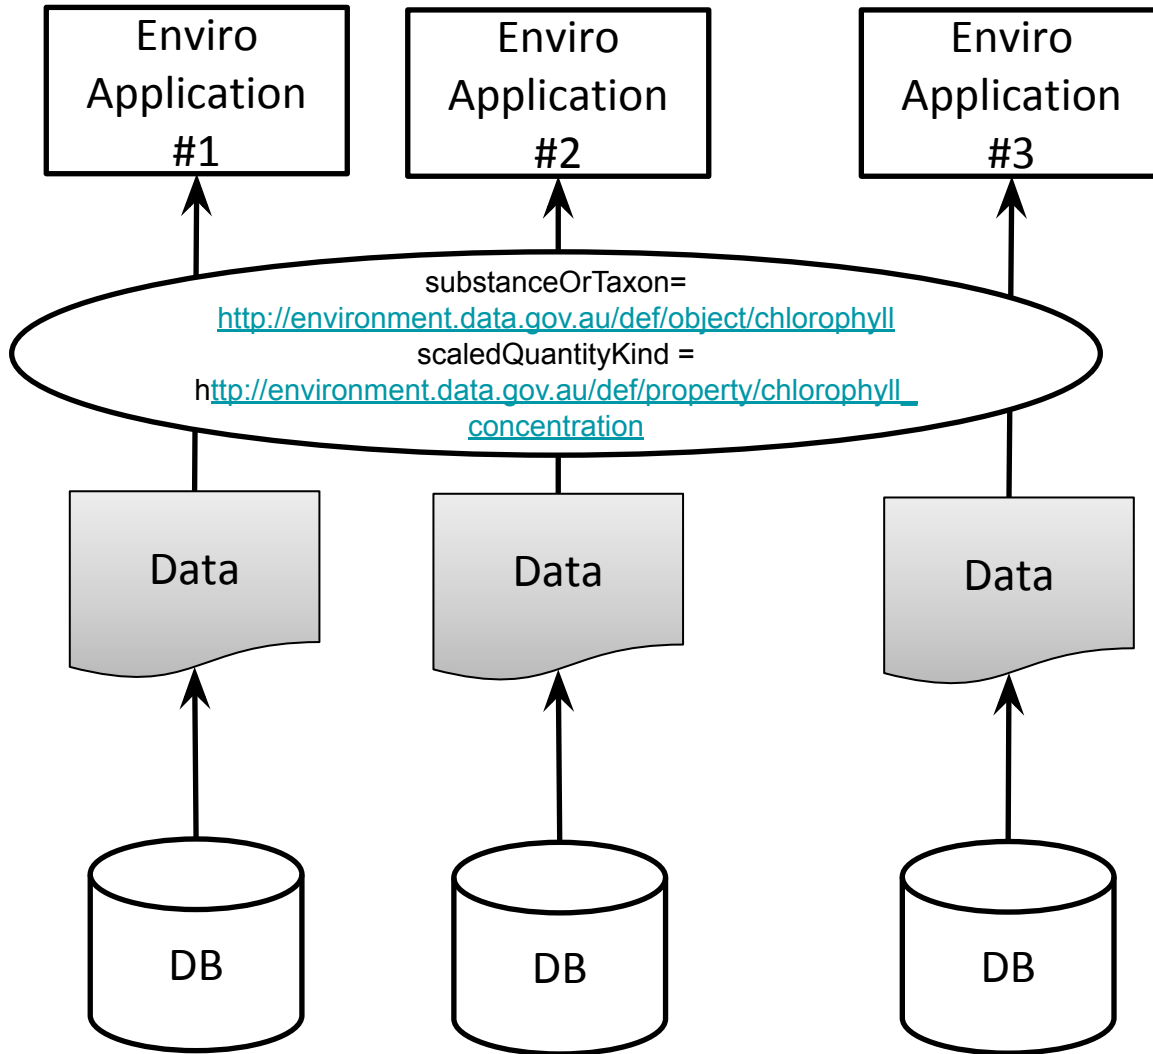 Enviro
Application
#1
Enviro
Application
#2
Enviro
Application
#3
substanceOrTaxon=
http://environment.data.gov.au/def/object/chlorophyll
scaledQuantityKind =
http://environment.data.gov.au/def/property/chlorophyll_
concentration
Data
Data
Data
DB
DB
DB